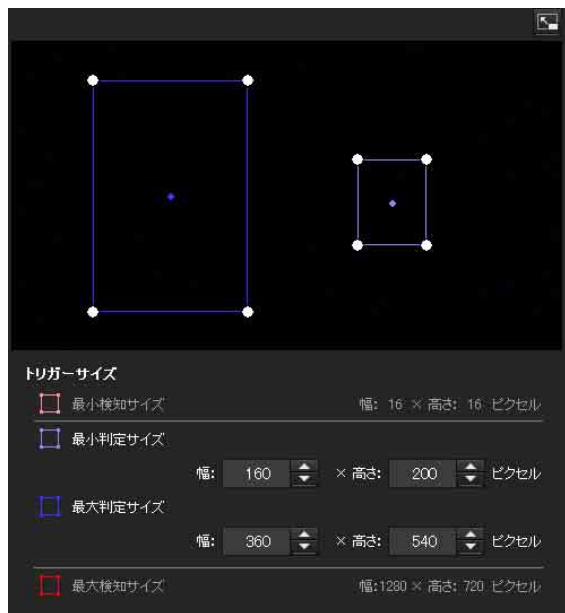 トリガーサイズ
最小検知サイズ 幅: 16 × 高さ: 16 ピクセル
最小判定サイズ
幅: 160 × 高さ: 200 ピクセル
最大判定サイズ
幅: 360 × 高さ: 540 ピクセル
最大検知サイズ 幅:1280 × 高さ: 720 ピクセル